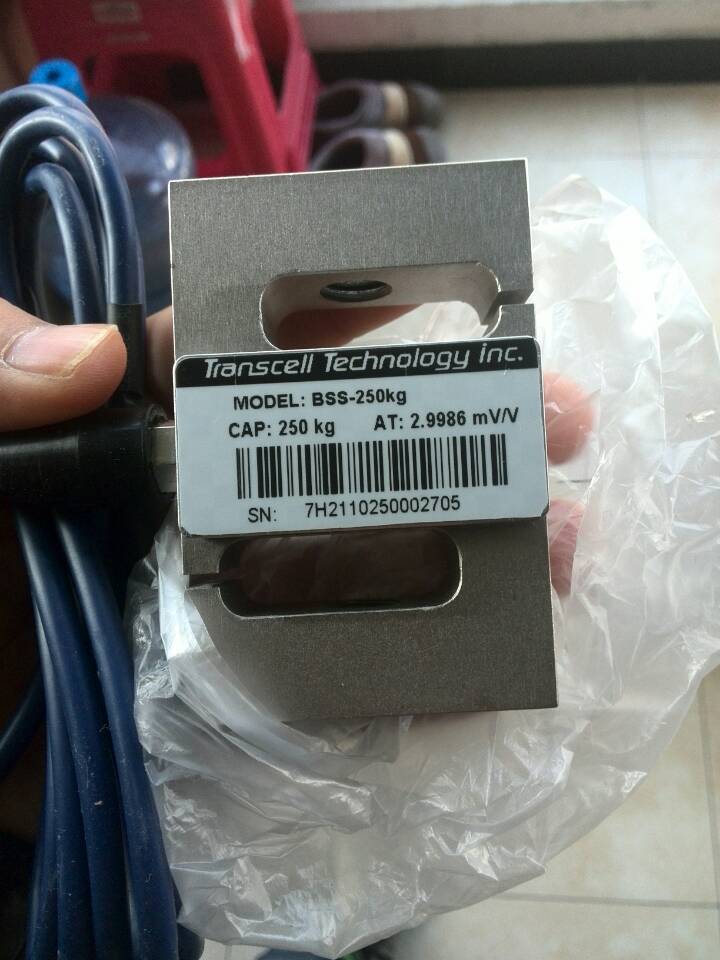 Transcell Technology inc.
MODEL: BSS-250kg
CAP: 250 kg AT: 2.9986 mV/V
SN: 7H2110250002705